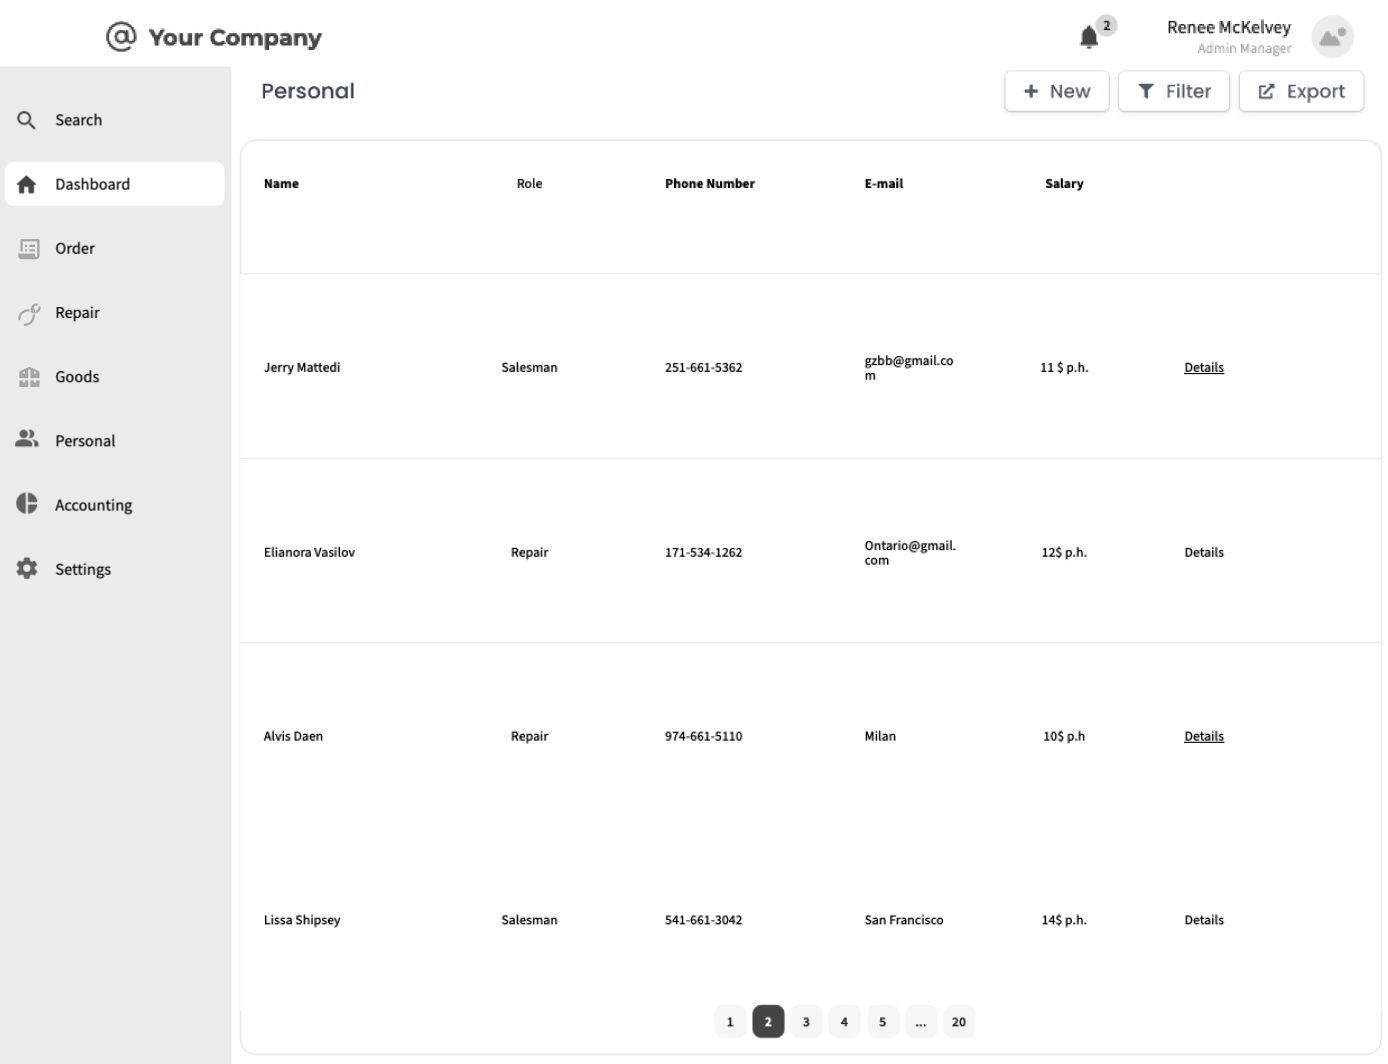 @ Your Company
2
Renee McKelvey
Admin Manager
Search
Dashboard
Order
Repair
Goods
Personal
Accounting
Settings
Personal
New
Filter
Export
Name Role Phone Number E-mail Salary
Jerry Mattedi Salesman 251-661-5362 gzbb@gmail.co 11 $ p.h. Details
m
Elianora Vasilov Repair 171-534-1262 Ontario@gmail. 12$ p.h. Details
com
Alvis Daen Repair 974-661-5110 Milan 10$ p.h Details
Lissa Shipsey Salesman 541-661-3042 San Francisco 14$ p.h. Details
1 2 3 4 5 ... 20